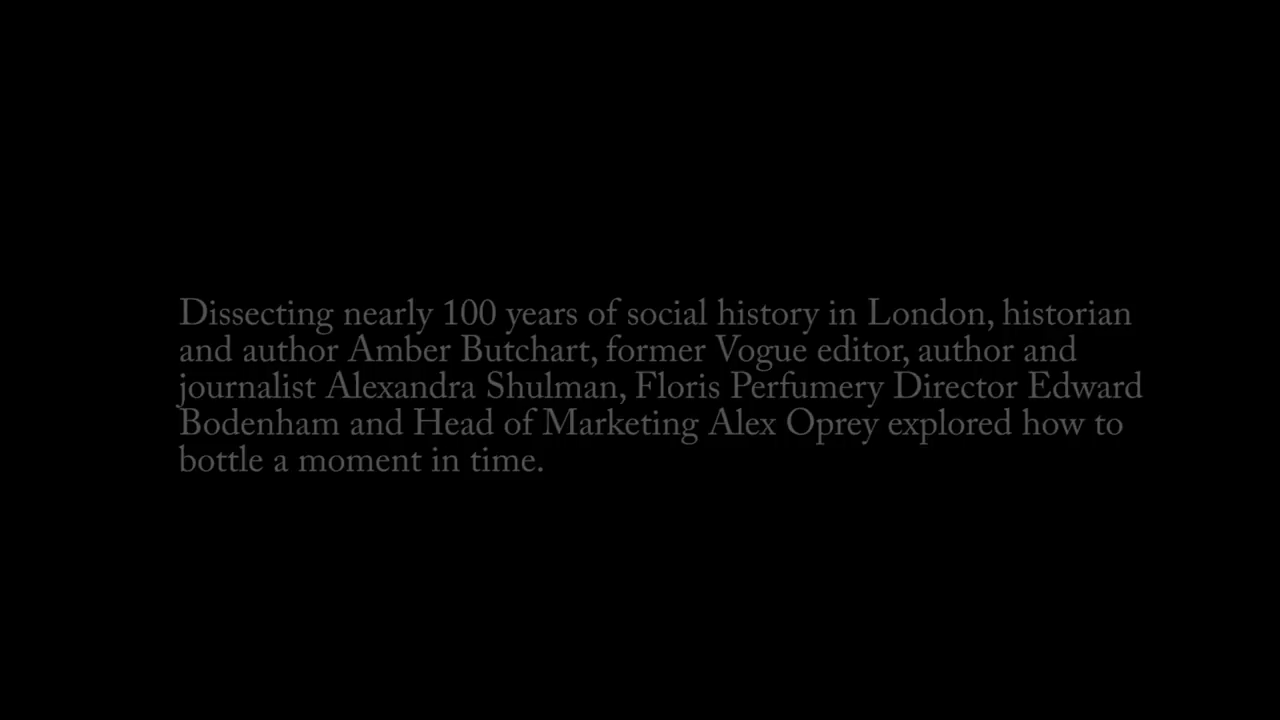 Dissecting nearly 100 years of social history in London, historian
and author Amber Butchart, former Vogue editor, author and
journalist Alexandra Shulman, Floris Perfumery Director Edward
Bodenham and Head of Marketing Alex Oprey explored how to
bottle a moment in time.